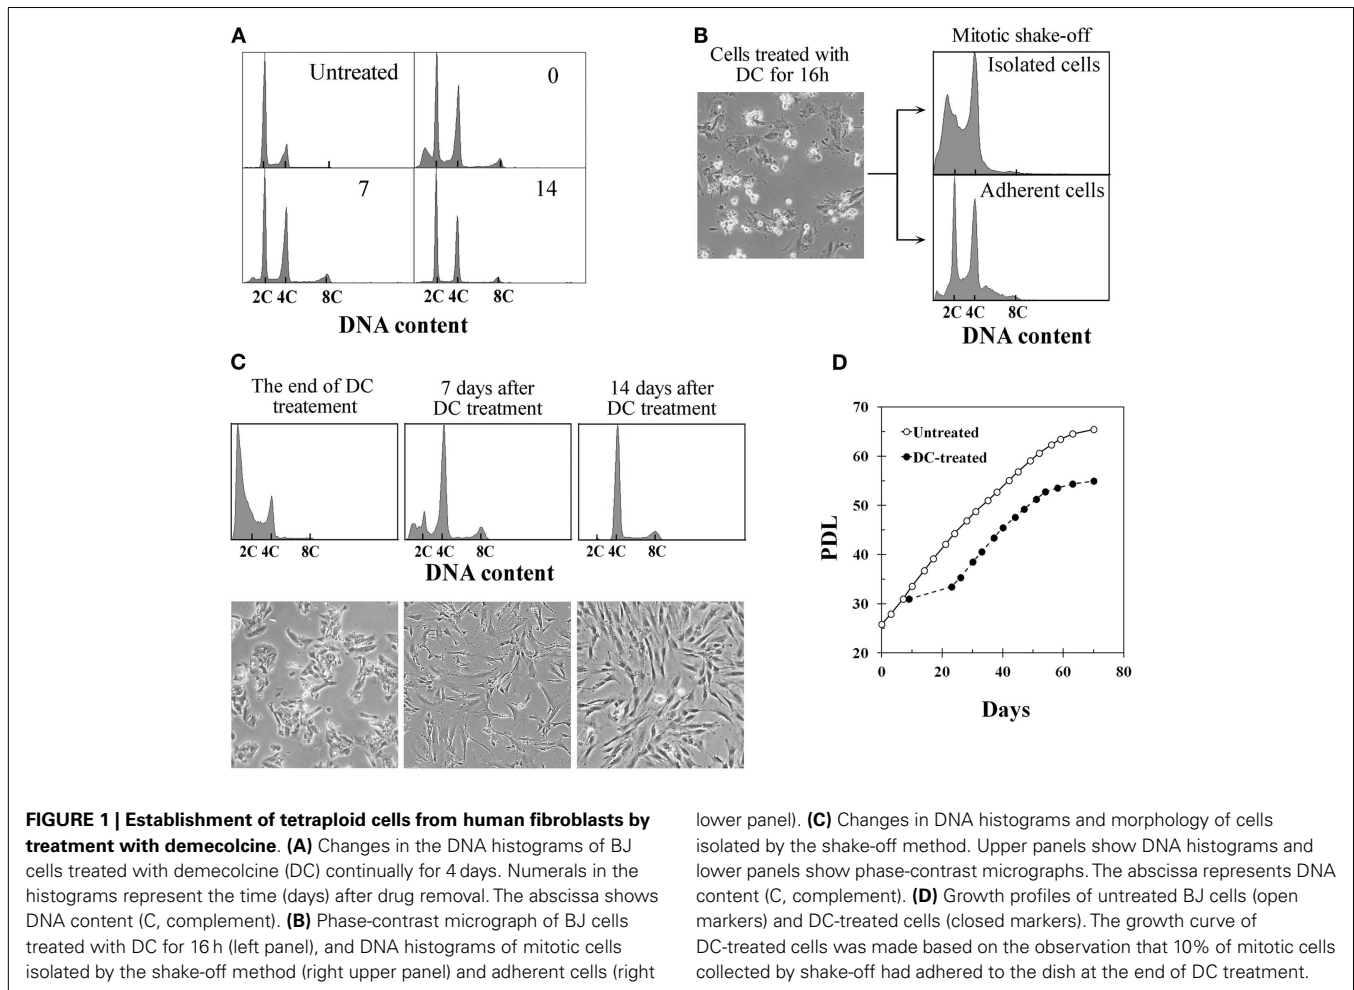 A
Untreated
0
7
14
2C 4C 8C
2C 4C 8C
DNA content
B
Cells treated with
DC for 16h
Mitotic shake-off
Isolated cells
Adherent cells
2C 4C 8C
DNA content
C
The end of DC
treatement
7 days after
DC treatment
14 days after
DC treatment
2C 4C 8C
2C 4C 8C
2C 4C 8C
DNA content
D
70
60
50
40
30
20
PDL
Untreated
DC-treated
0 20 40 60 80
Days
FIGURE 1 | Establishment of tetraploid cells from human fibroblasts by
treatment with demecolcine. (A) Changes in the DNA histograms of BJ
cells treated with demecolcine (DC) continually for 4 days. Numerals in the
histograms represent the time (days) after drug removal. The abscissa shows
DNA content (C, complement). (B) Phase-contrast micrograph of BJ cells
treated with DC for 16 h (left panel), and DNA histograms of mitotic cells
isolated by the shake-off method (right upper panel) and adherent cells (right
lower panel). (C) Changes in DNA histograms and morphology of cells
isolated by the shake-off method. Upper panels show DNA histograms and
lower panels show phase-contrast micrographs. The abscissa represents DNA
content (C, complement). (D) Growth profiles of untreated BJ cells (open
markers) and DC-treated cells (closed markers). The growth curve of
DC-treated cells was made based on the observation that 10% of mitotic cells
collected by shake-off had adhered to the dish at the end of DC treatment.